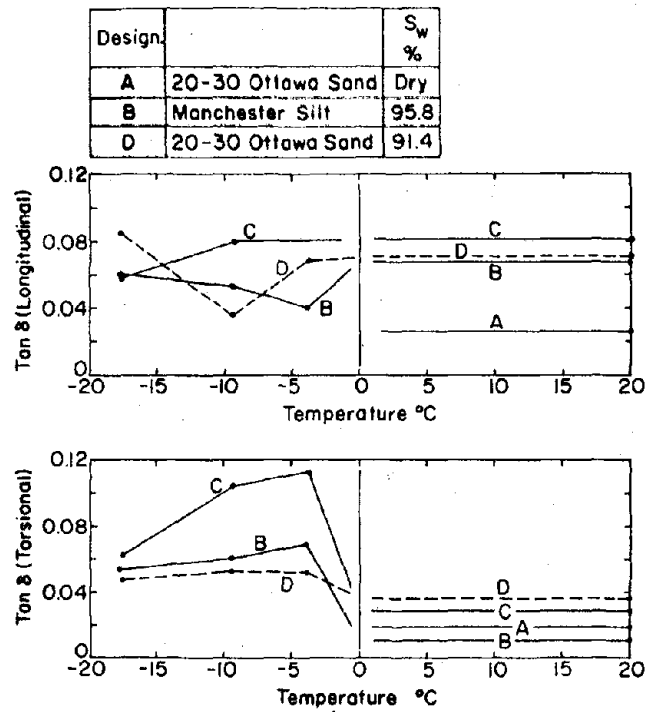 Design. S_w %
A 20-30 Ottawa Sand Dry
B Manchester Silt 95.8
D 20-30 Ottawa Sand 91.4
0.12
0.08
0.04
0
Tan δ (Longitudinal)
C
D
B
C
D
B
A
-20 -15 -10 -5 0 5 10 15 20
Temperature °C
0.12
0.08
0.04
0
Tan δ (Torsional)
C
B
D
D
C
A
B
-20 -15 -10 -5 0 5 10 15 20
Temperature °C